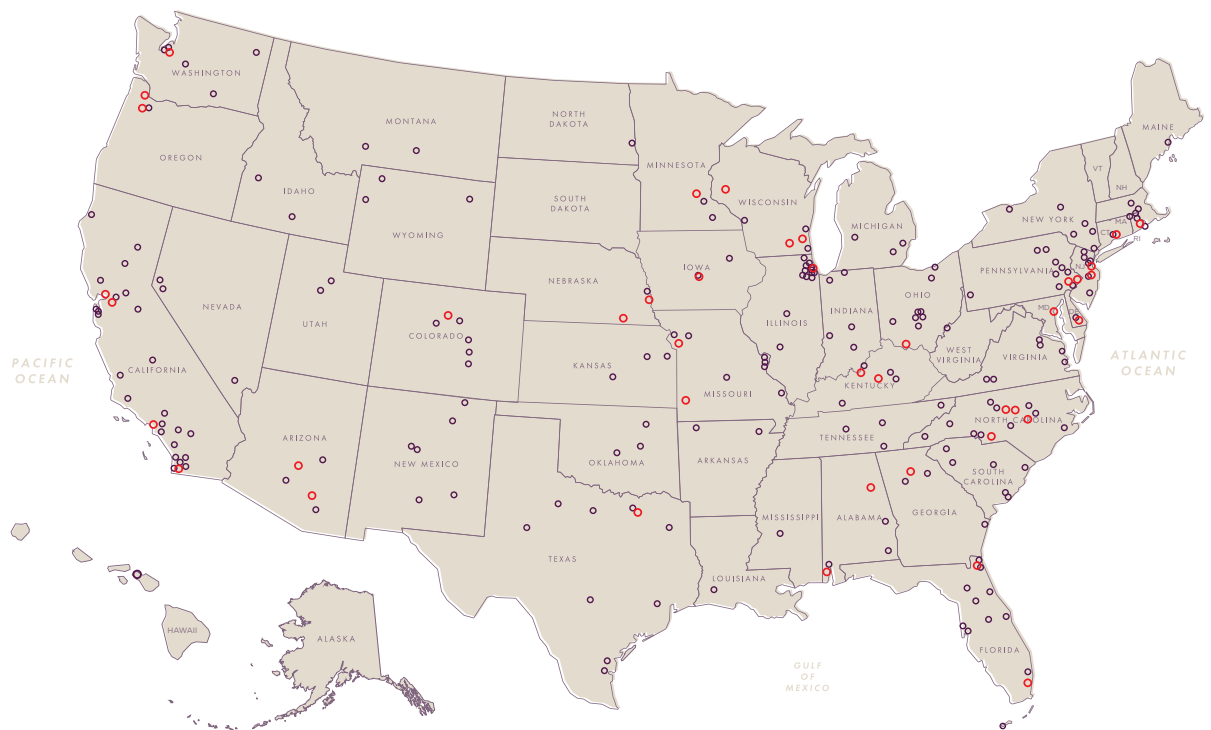 WASHINGTON
MONTANA
NORTH
DAKOTA
MINNESOTA
MAINE
OREGON
IDAHO
SOUTH
DAKOTA
WISCONSIN
MICHIGAN
VT
NH
NEW YORK
MA
CT
RI
WYOMING
IOWA
PENNSYLVANIA
NJ
NEBRASKA
NEVADA
UTAH
COLORADO
ILLINOIS
INDIANA
OHIO
MD
DE
WEST
VIRGINIA
VIRGINIA
PACIFIC
OCEAN
ATLANTIC
OCEAN
CALIFORNIA
KANSAS
MISSOURI
KENTUCKY
ARIZONA
NEW MEXICO
OKLAHOMA
ARKANSAS
TENNESSEE
NORTH CAROLINA
SOUTH
CAROLINA
TEXAS
LOUISIANA
MISSISSIPPI
ALABAMA
GEORGIA
HAWAII
ALASKA
GULF
OF
MEXICO
FLORIDA